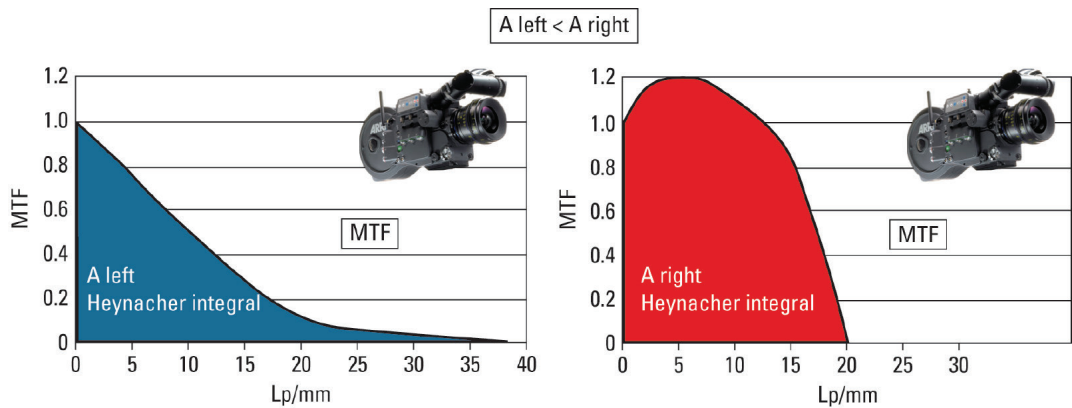 A left < A right
1.2
1.0
0.8
0.6
0.4
0.2
0
MTF
MTF
A left
Heynacher integral
0 5 10 15 20 25 30 35 40
Lp/mm
1.2
1.0
0.8
0.6
0.4
0.2
0
MTF
MTF
A right
Heynacher integral
0 5 10 15 20 25 30
Lp/mm